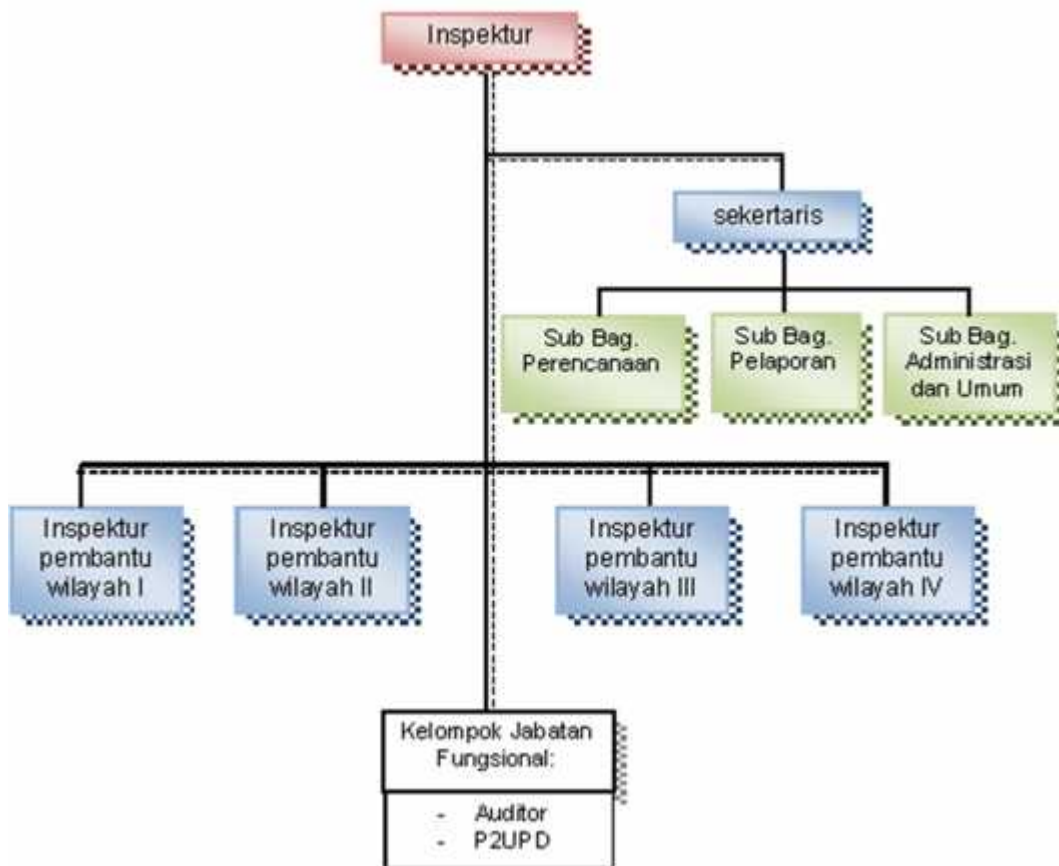 Inspektur
sekertaris
Sub Bag.
Perencanaan
Sub Bag.
Pelaporan
Sub Bag.
Administrasi
dan Umum
Inspektur
pembantu
wilayah I
Inspektur
pembantu
wilayah II
Inspektur
pembantu
wilayah III
Inspektur
pembantu
wilayah IV
Kelompok Jabatan
Fungsional:
- Auditor
- P2UPD